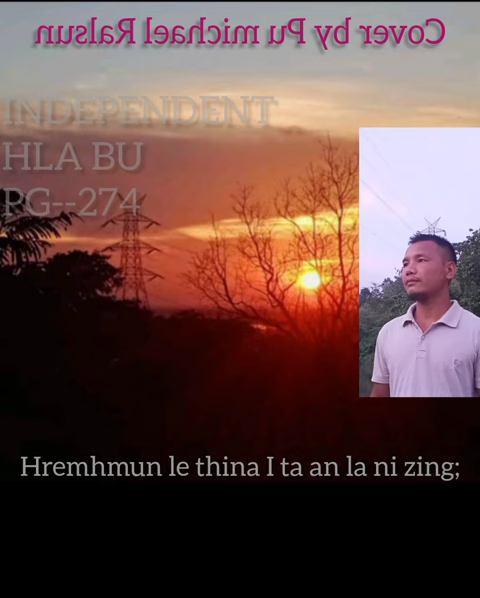 Cover by Pu michael Ralsun
INDEPENDENT
HLA BU
PG--274
Hremhmun le thina I ta an la ni zing;